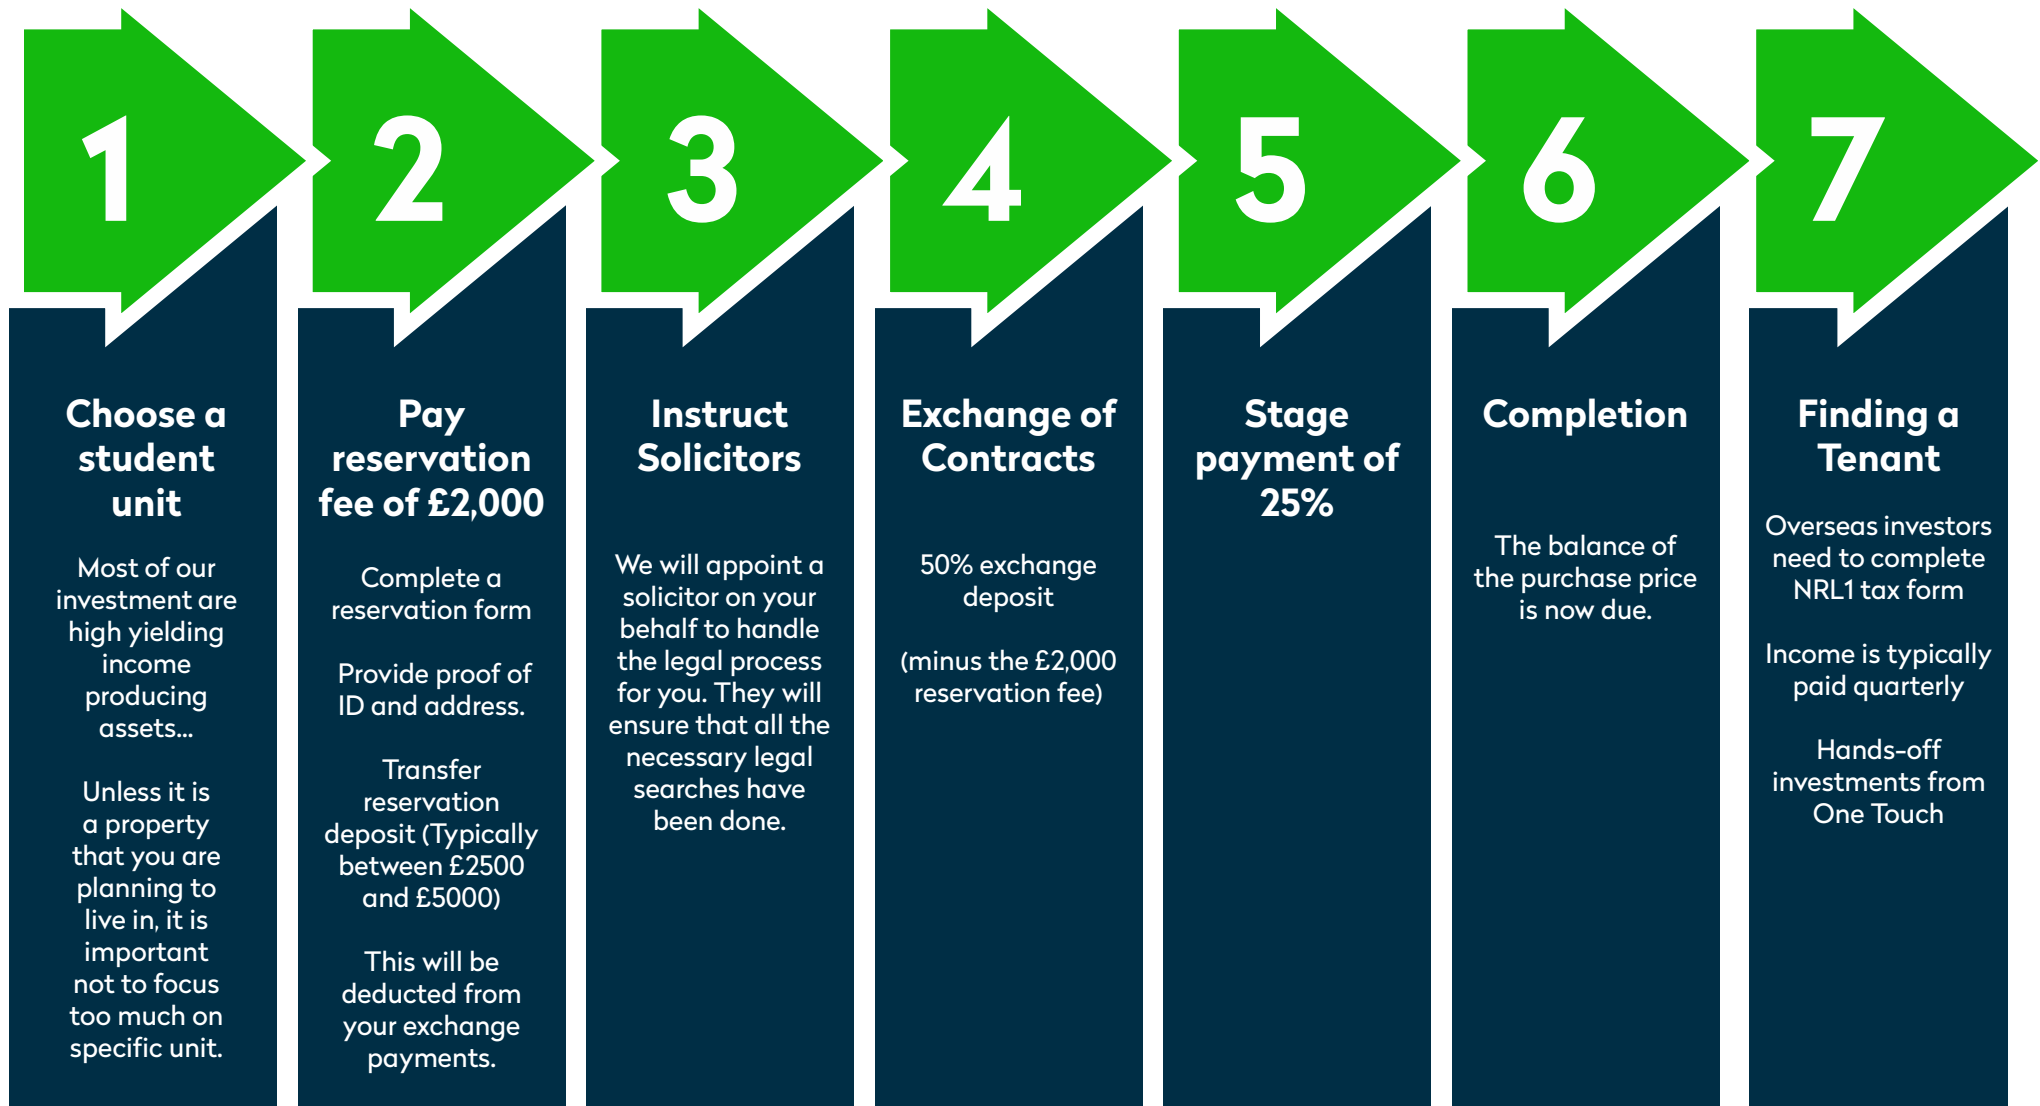 1
Choose a
student
unit
Most of our
investment are
high yielding
income
producing
assets...
Unless it is
a property
that you are
planning to
live in, it is
important
not to focus
too much on
specific unit.
2
Pay
reservation
fee of £2,000
Complete a
reservation form
Provide proof of
ID and address.
Transfer
reservation
deposit (Typically
between £2500
and £5000)
This will be
deducted from
your exchange
payments.
3
Instruct
Solicitors
We will appoint a
solicitor on your
behalf to handle
the legal process
for you. They will
ensure that all the
necessary legal
searches have
been done.
4
Exchange of
Contracts
50% exchange
deposit
(minus the £2,000
reservation fee)
5
Stage
payment of
25%
6
Completion
The balance of
the purchase price
is now due.
7
Finding a
Tenant
Overseas investors
need to complete
NRL1 tax form
Income is typically
paid quarterly
Hands-off
investments from
One Touch